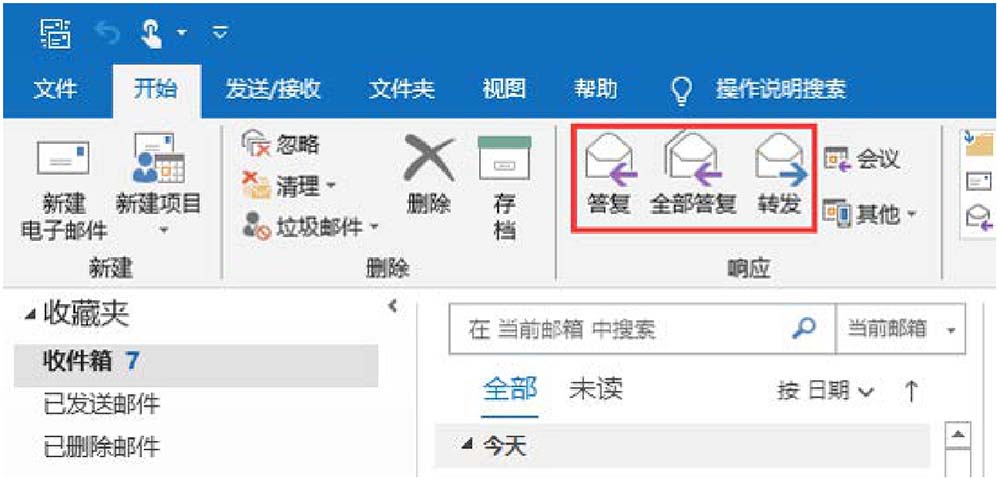 文件 开始 发送/接收 文件夹 视图 帮助 操作说明搜索
新建
电子邮件
新建项目
新建
忽略
清理
垃圾邮件
删除
存
档
删除
答复 全部答复 转发
会议
其他
响应
收藏夹
收件箱 7
已发送邮件
已删除邮件
在 当前邮箱 中搜索 当前邮箱
全部 未读 按 日期
今天